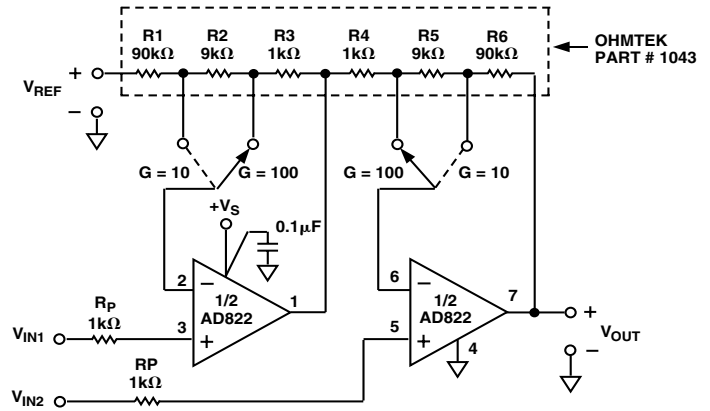 R1
90kΩ
R2
9kΩ
R3
1kΩ
R4
1kΩ
R5
9kΩ
R6
90kΩ
OHMTEK
PART # 1043
+
VREF
−
G = 10
G = 100
G = 100
G = 10
+VS
0.1μF
2
−
1/2
AD822
1
3
+
6
−
1/2
AD822
7
5
+
4
RP
1kΩ
VIN1
RP
1kΩ
VIN2
+
VOUT
−